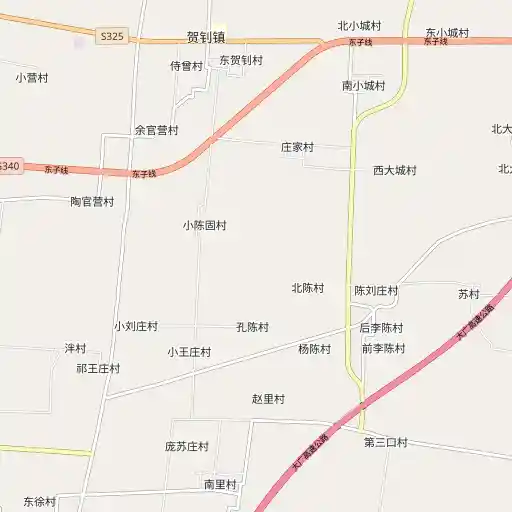 北小城村
东小城村
S325
贺钊镇
东子线
东子线
东贺钊村
侍曾村
小营村
南小城村
余官营村
北大
庄家村
S340
东子线
东子线
西大城村
北大
陶官营村
小陈固村
北陈村
陈刘庄村
苏村
大广高速公路
小刘庄村
孔陈村
后李陈村
泮村
小王庄村
杨陈村
前李陈村
祁王庄村
赵里村
庞苏庄村
大广高速公路
第三口村
南里村
东徐村